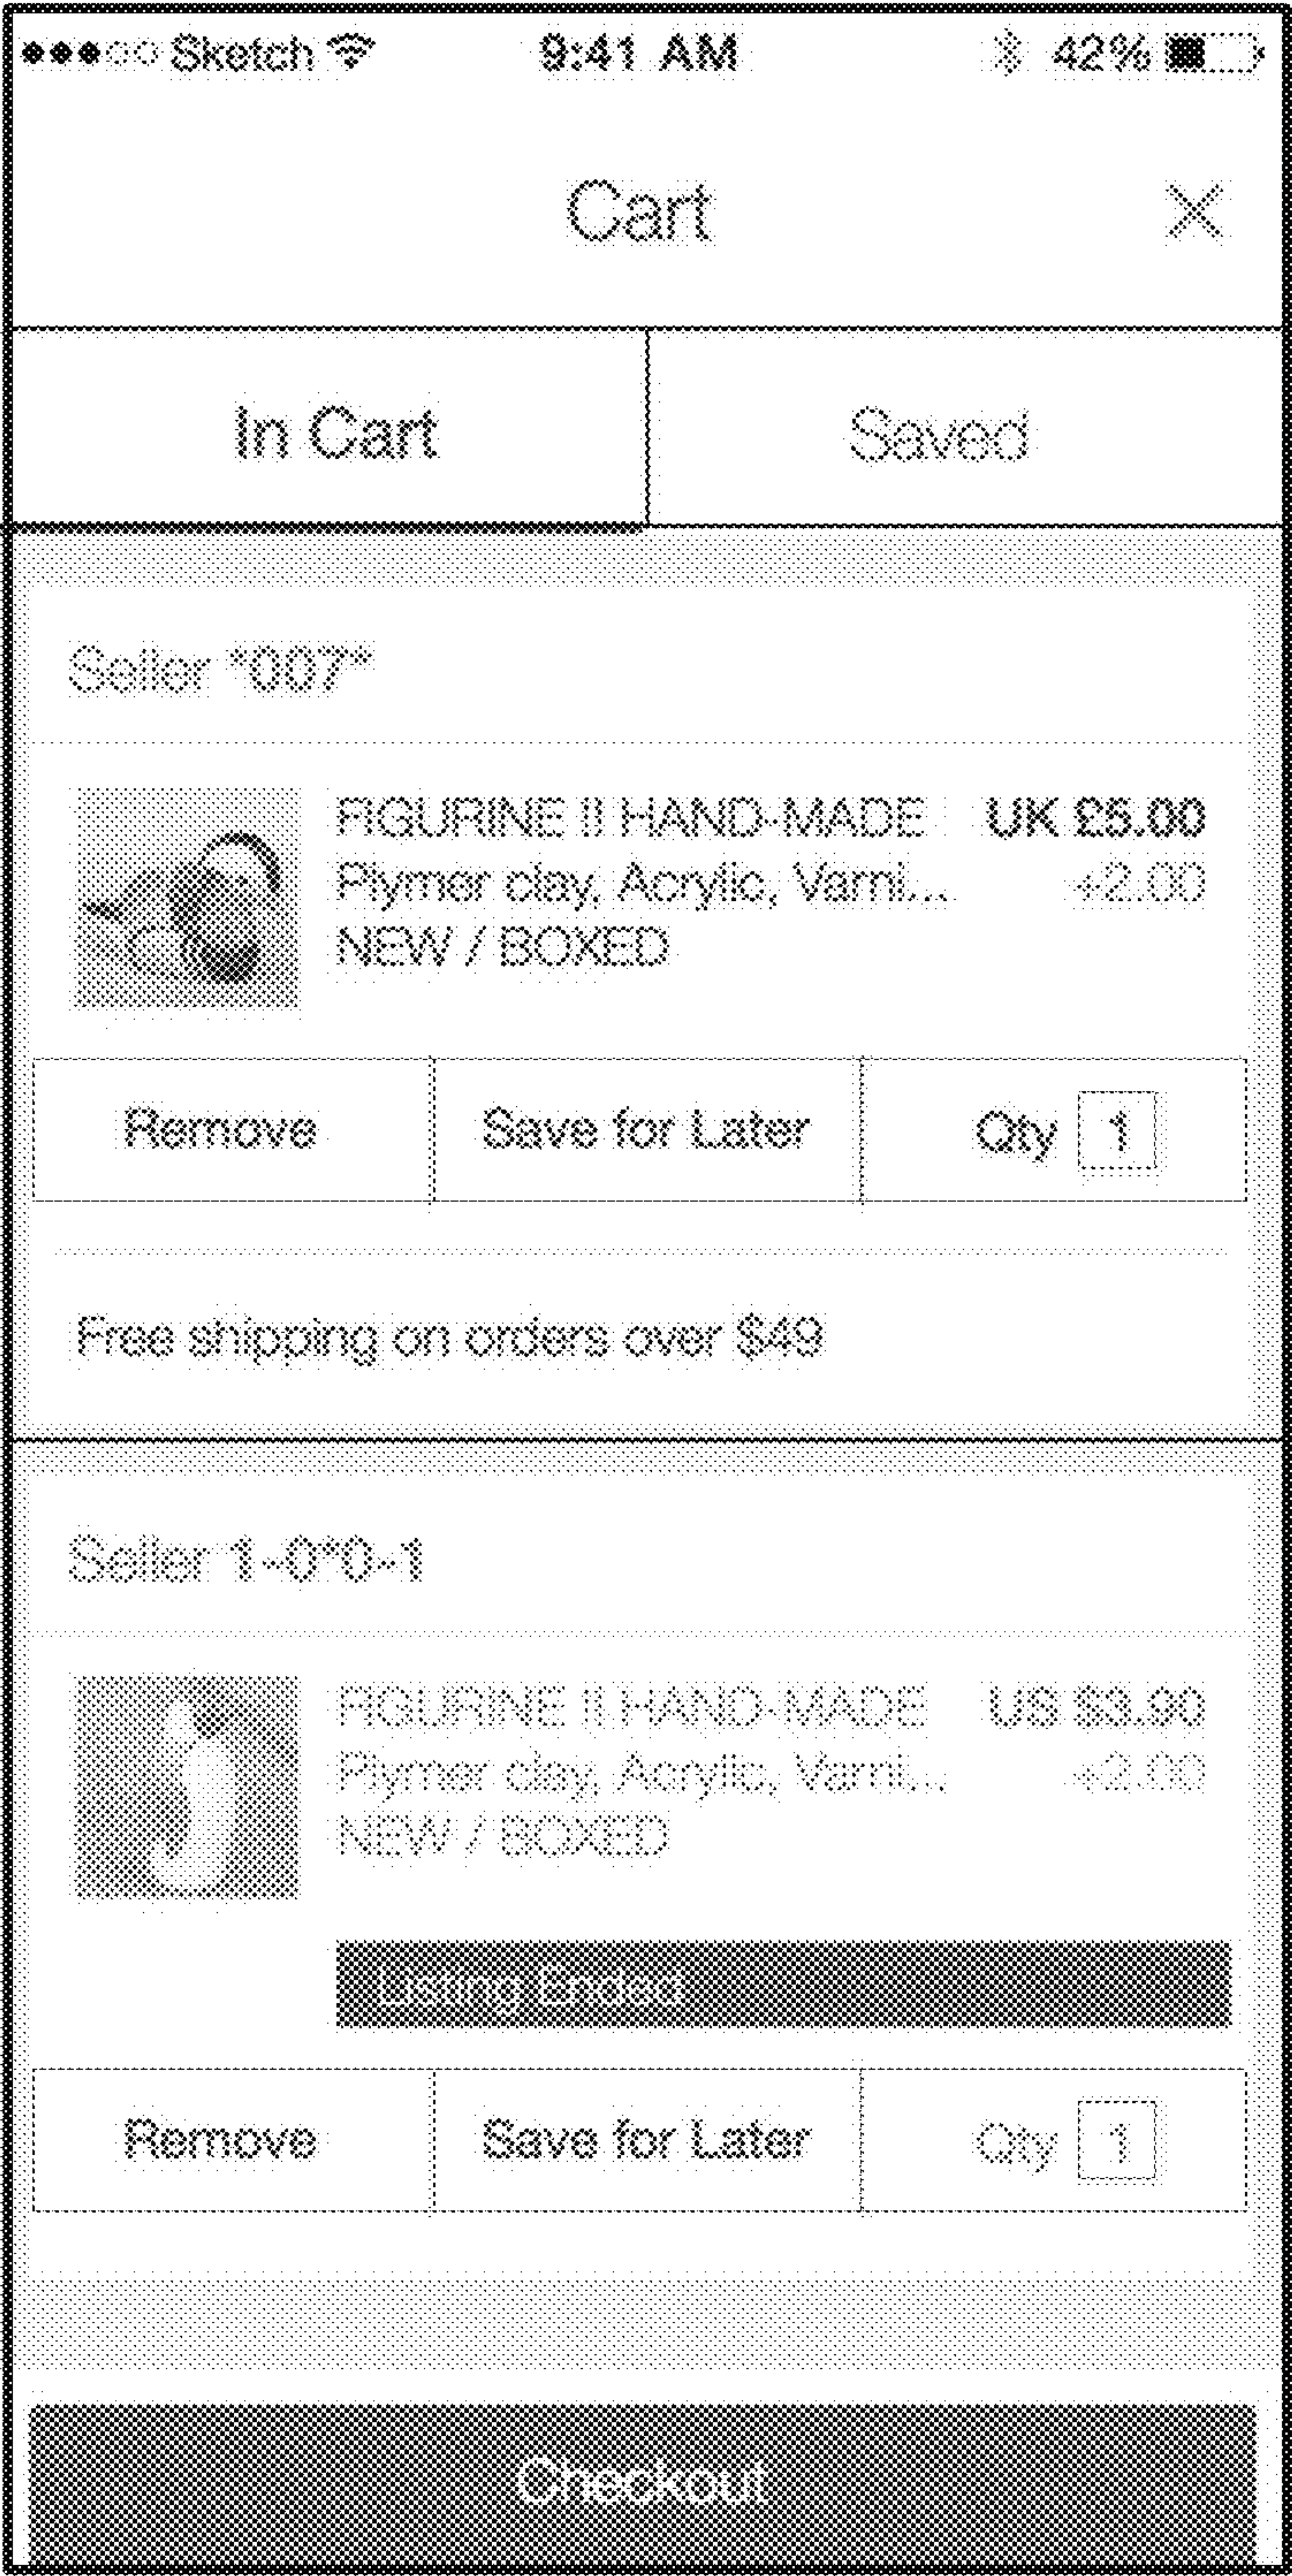 Sketch 9:41 AM 42%
Cart ×
In Cart Saved
Seller *007*
FIGURINE !! HAND-MADE UK £5.00
Plymer clay, Acrylic, Varni... +2.00
NEW / BOXED
Remove Save for Later Qty 1
Free shipping on orders over $49
Seller 1-0*0-1
FIGURINE !! HAND-MADE US $3.90
Plymer clay, Acrylic, Varni... +2.00
NEW / BOXED
Listing Ended
Remove Save for Later Qty 1
Checkout